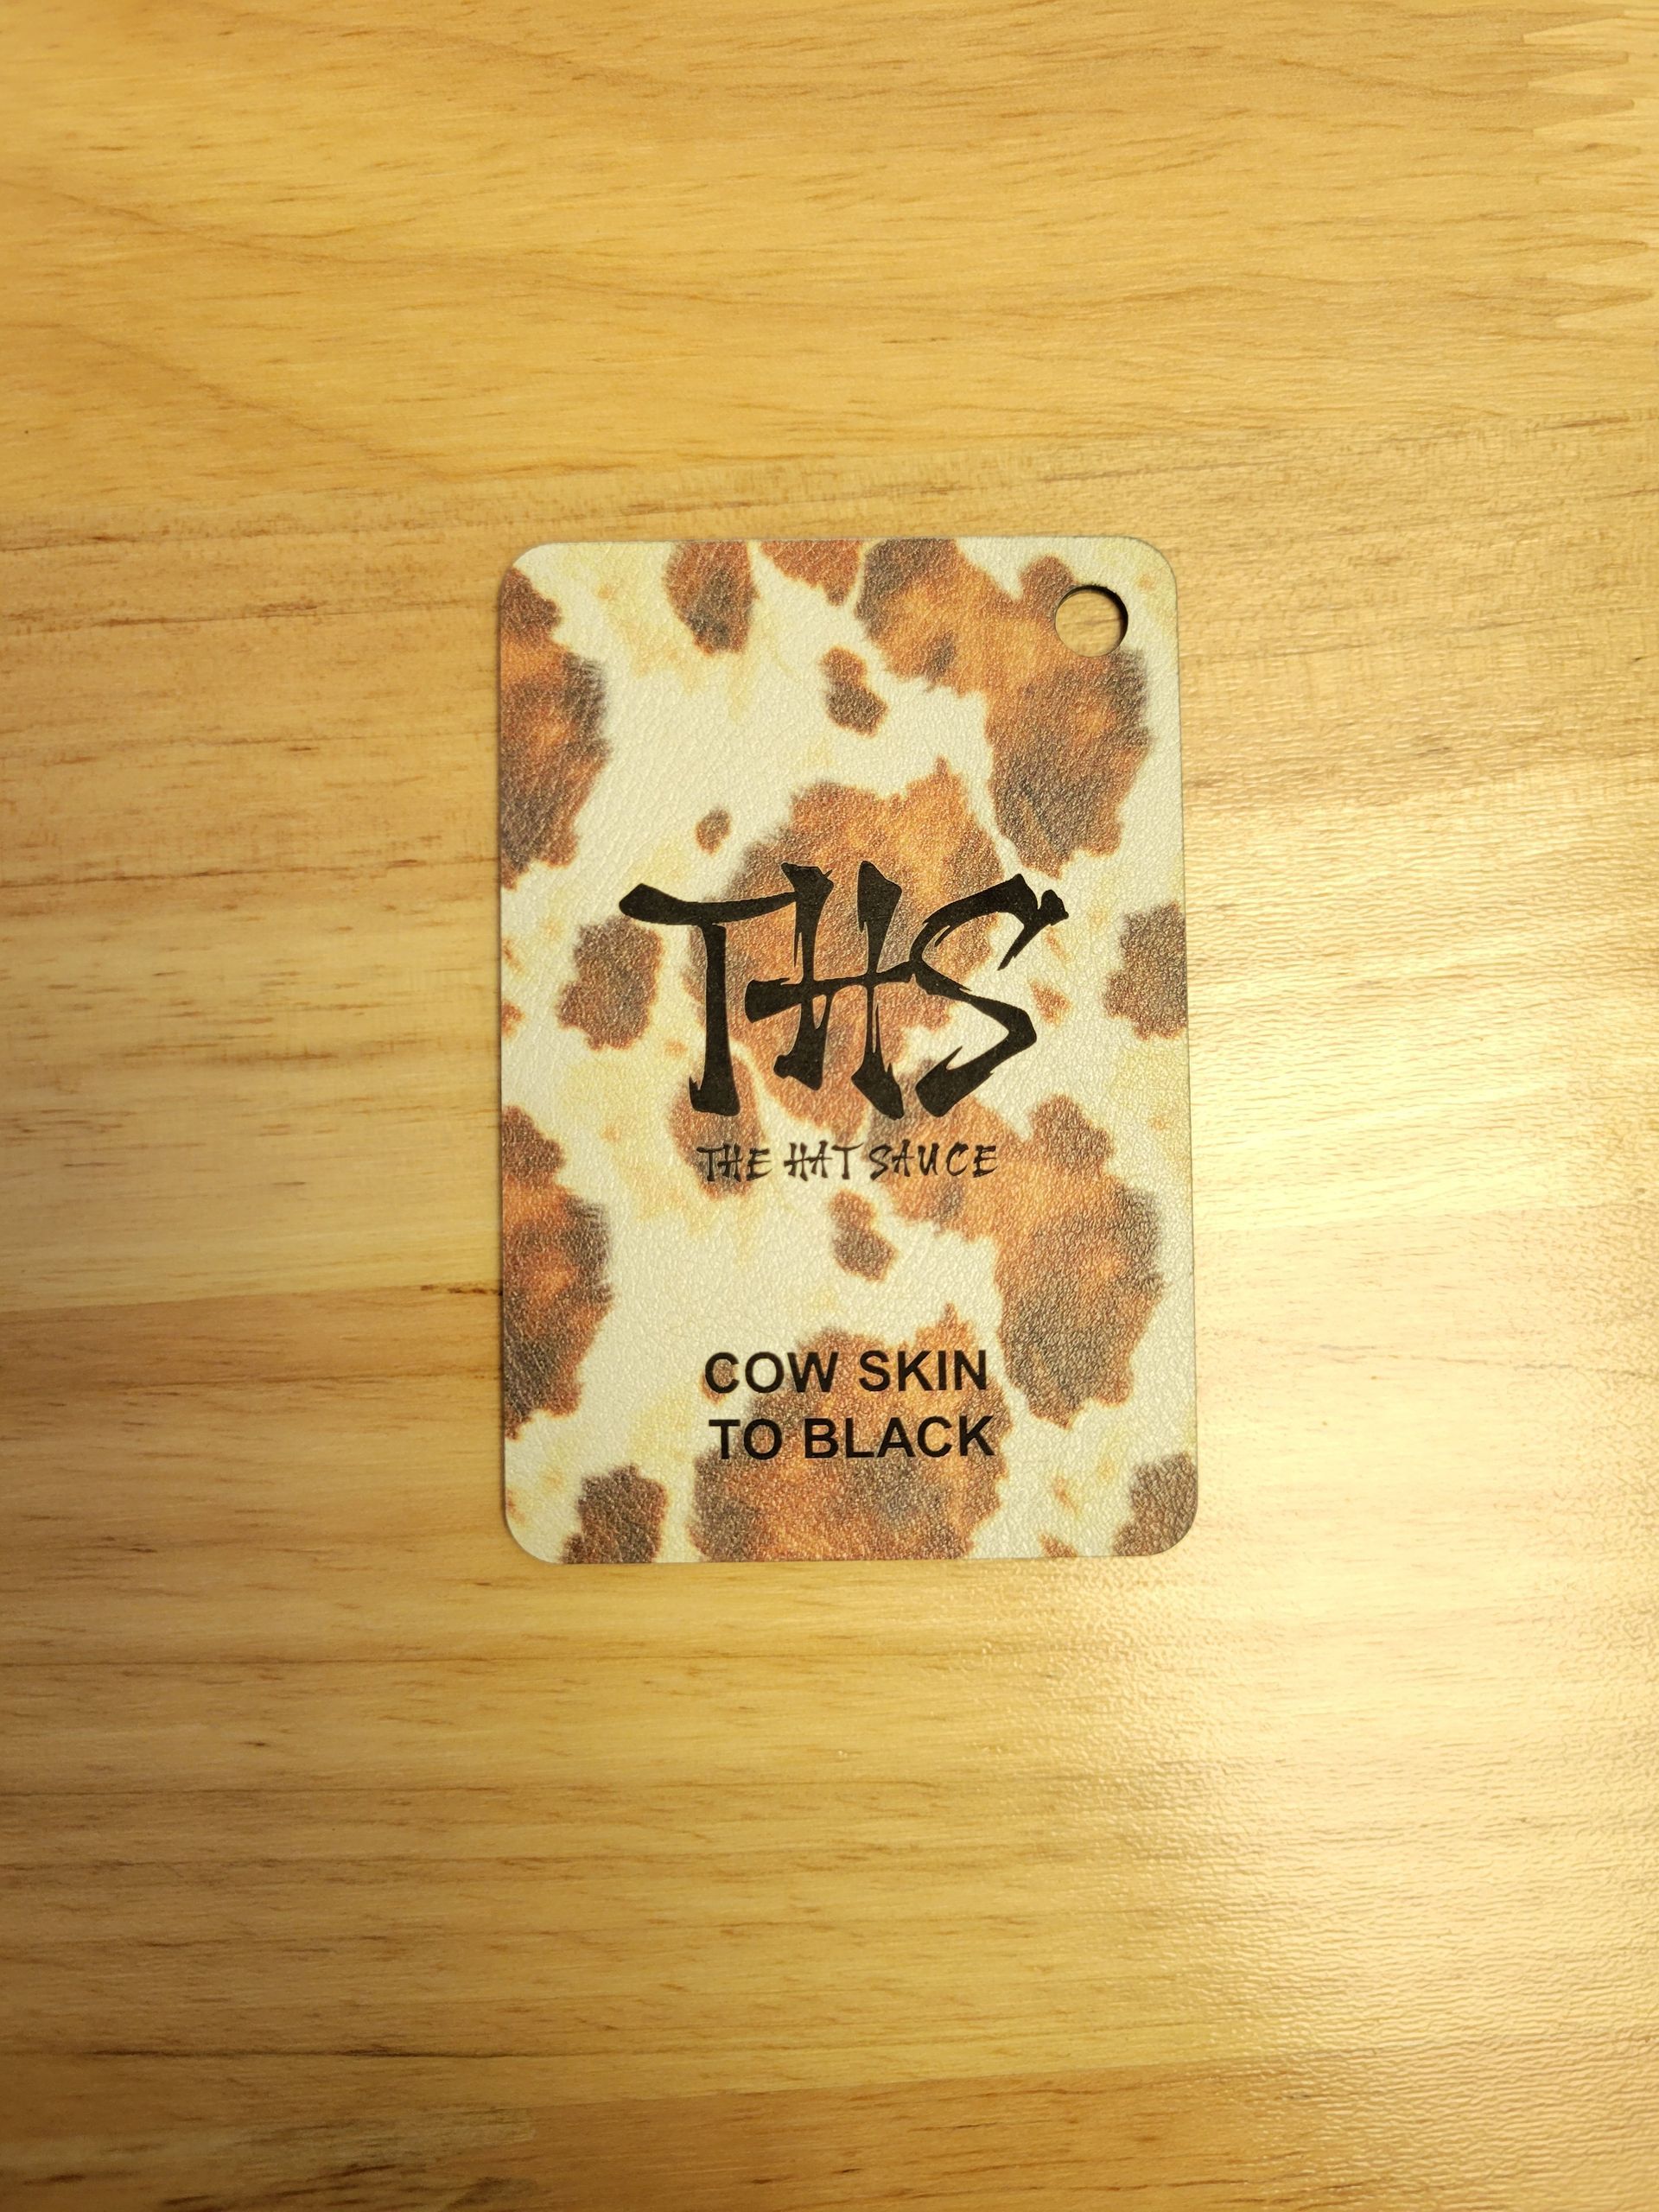 THS
THE HAT SAUCE
COW SKIN
TO BLACK